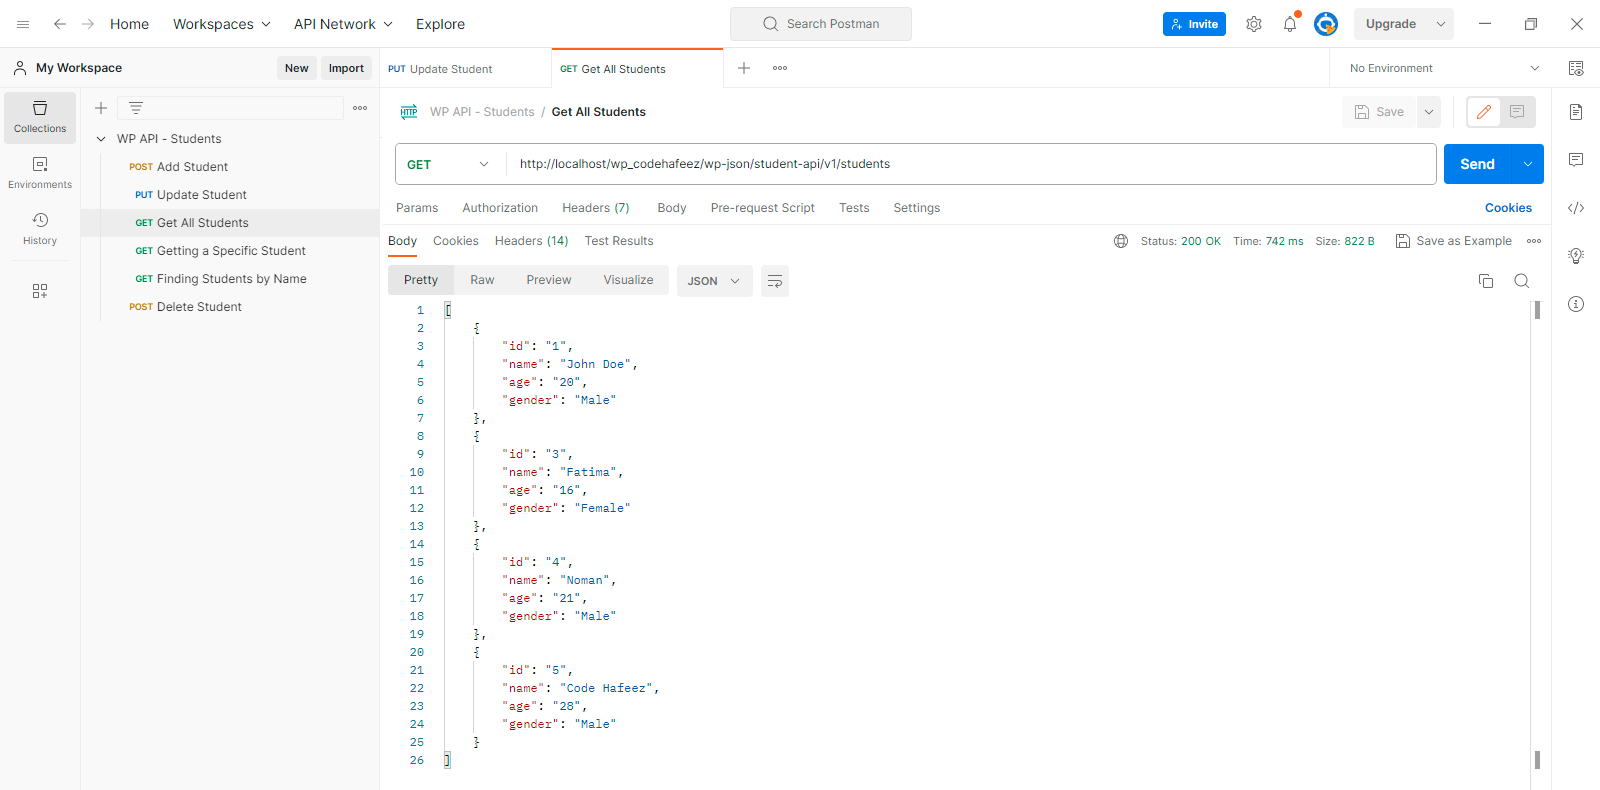 Home Workspaces API Network Explore Search Postman Invite Upgrade
My Workspace New Import PUT Update Student GET Get All Students No Environment
Collections
Environments
History
WP API - Students
POST Add Student
PUT Update Student
GET Get All Students
GET Getting a Specific Student
GET Finding Students by Name
POST Delete Student
HTTP WP API - Students / Get All Students Save
GET http://localhost/wp_codehafeez/wp-json/student-api/v1/students Send
Params Authorization Headers (7) Body Pre-request Script Tests Settings Cookies
Body Cookies Headers (14) Test Results Status: 200 OK Time: 742 ms Size: 822 B Save as Example
Pretty Raw Preview Visualize JSON
1 [
2 {
3 "id": "1",
4 "name": "John Doe",
5 "age": "20",
6 "gender": "Male"
7 },
8 {
9 "id": "3",
10 "name": "Fatima",
11 "age": "16",
12 "gender": "Female"
13 },
14 {
15 "id": "4",
16 "name": "Noman",
17 "age": "21",
18 "gender": "Male"
19 },
20 {
21 "id": "5",
22 "name": "Code Hafeez",
23 "age": "28",
24 "gender": "Male"
25 }
26 ]